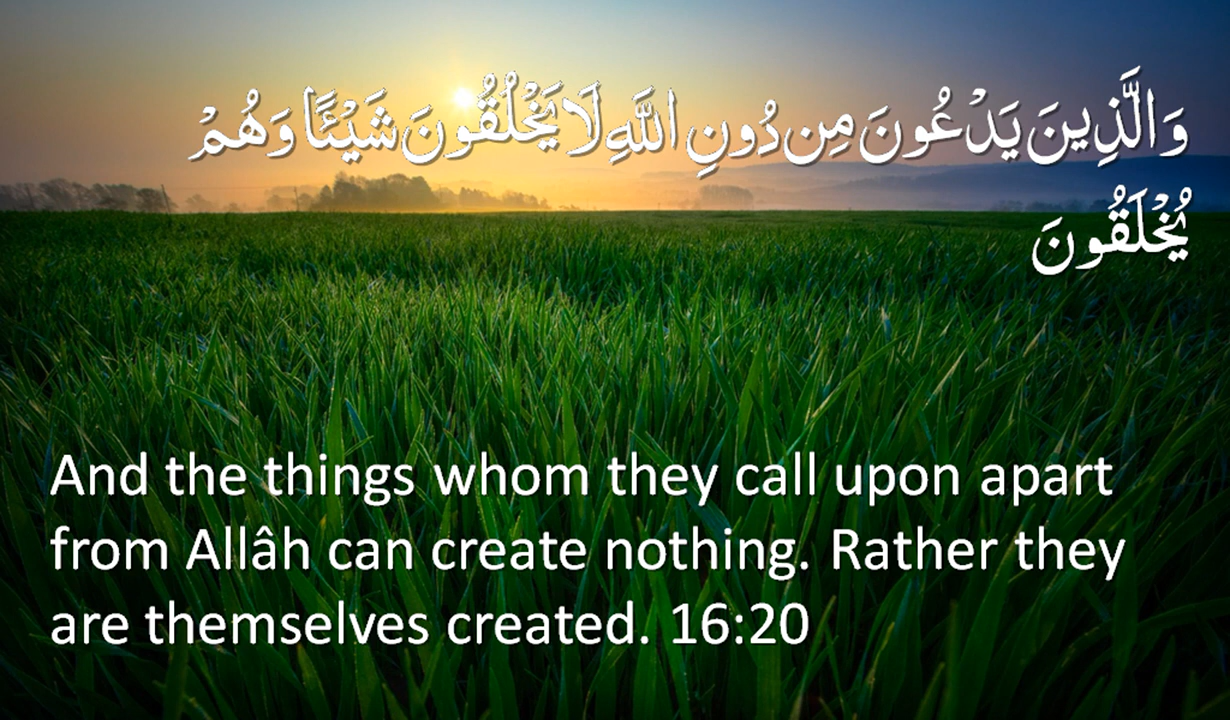 وَالَّذِينَ يَدْعُونَ مِن دُونِ اللَّهِ لَا يَخْلُقُونَ شَيْئًا وَهُمْ
يُخْلَقُونَ
And the things whom they call upon apart
from Allâh can create nothing. Rather they
are themselves created. 16:20